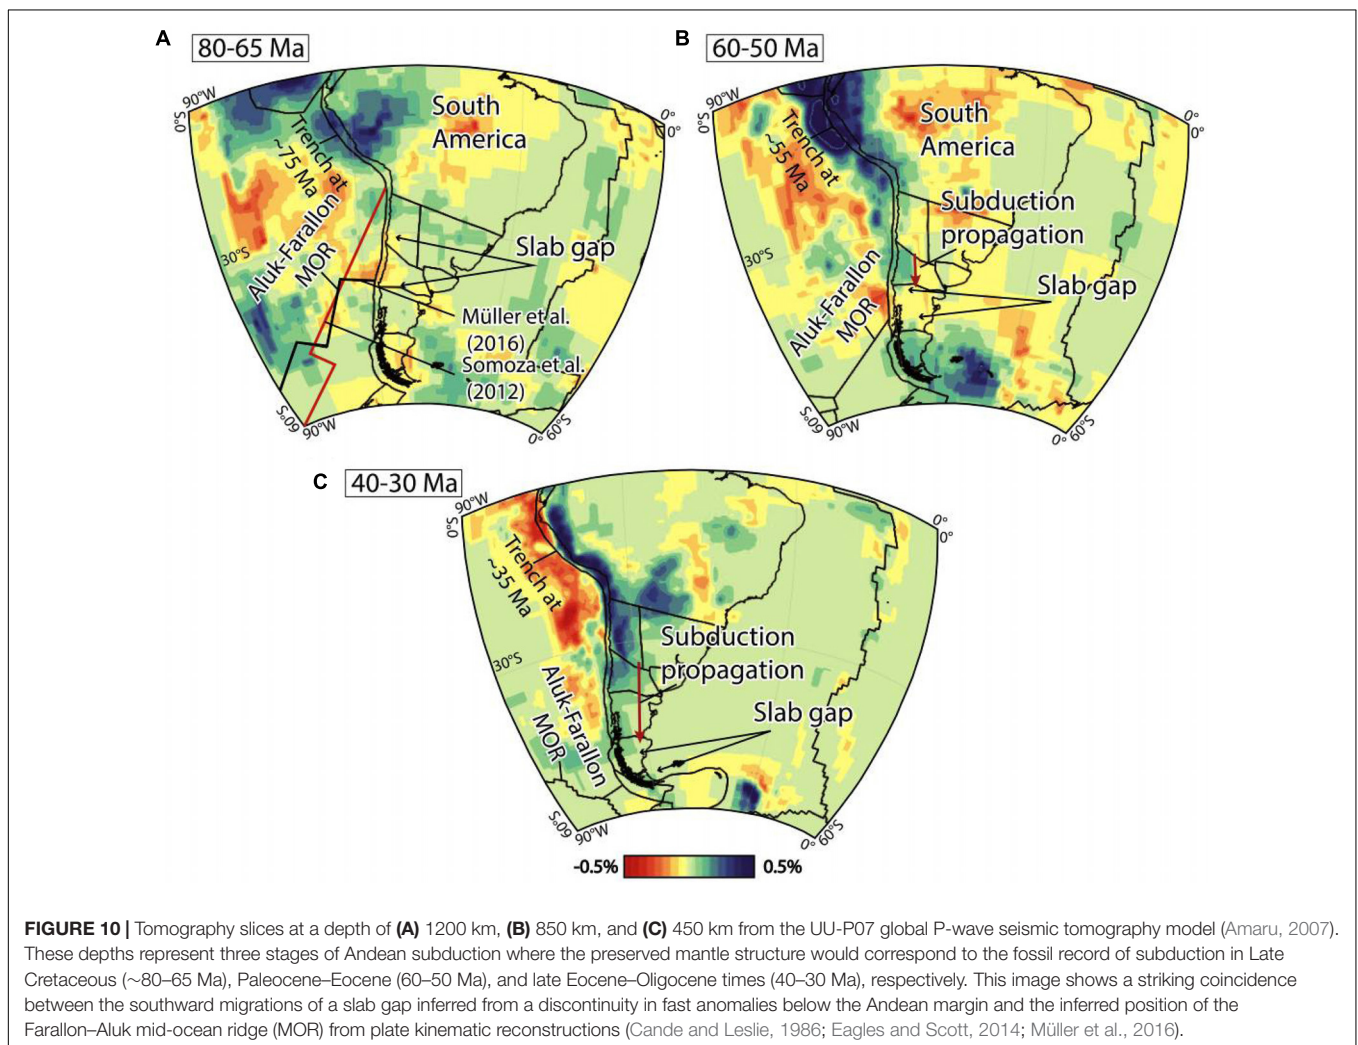 A
80-65 Ma
90°W
0°S
South
America
0°
0°
Trench at
~75 Ma
30°S
Aluk-Farallon
MOR
Slab gap
Müller et al.
(2016)
Somoza et al.
(2012)
60°S
90°W
0°
60°S
B
60-50 Ma
90°W
0°S
South
America
0°
0°
Trench at
~55 Ma
Subduction
propagation
30°S
Aluk-Farallon
MOR
Slab gap
60°S
90°W
0°
60°S
C
40-30 Ma
90°W
0°S
0°
0°
Trench at
~35 Ma
Subduction
propagation
30°S
Aluk-Farallon
MOR
Slab gap
60°S
90°W
0°
60°S
-0.5%
0.5%
FIGURE 10 | Tomography slices at a depth of (A) 1200 km, (B) 850 km, and (C) 450 km from the UU-P07 global P-wave seismic tomography model (Amaru, 2007).
These depths represent three stages of Andean subduction where the preserved mantle structure would correspond to the fossil record of subduction in Late
Cretaceous (~80–65 Ma), Paleocene–Eocene (60–50 Ma), and late Eocene–Oligocene times (40–30 Ma), respectively. This image shows a striking coincidence
between the southward migrations of a slab gap inferred from a discontinuity in fast anomalies below the Andean margin and the inferred position of the
Farallon–Aluk mid-ocean ridge (MOR) from plate kinematic reconstructions (Cande and Leslie, 1986; Eagles and Scott, 2014; Müller et al., 2016).